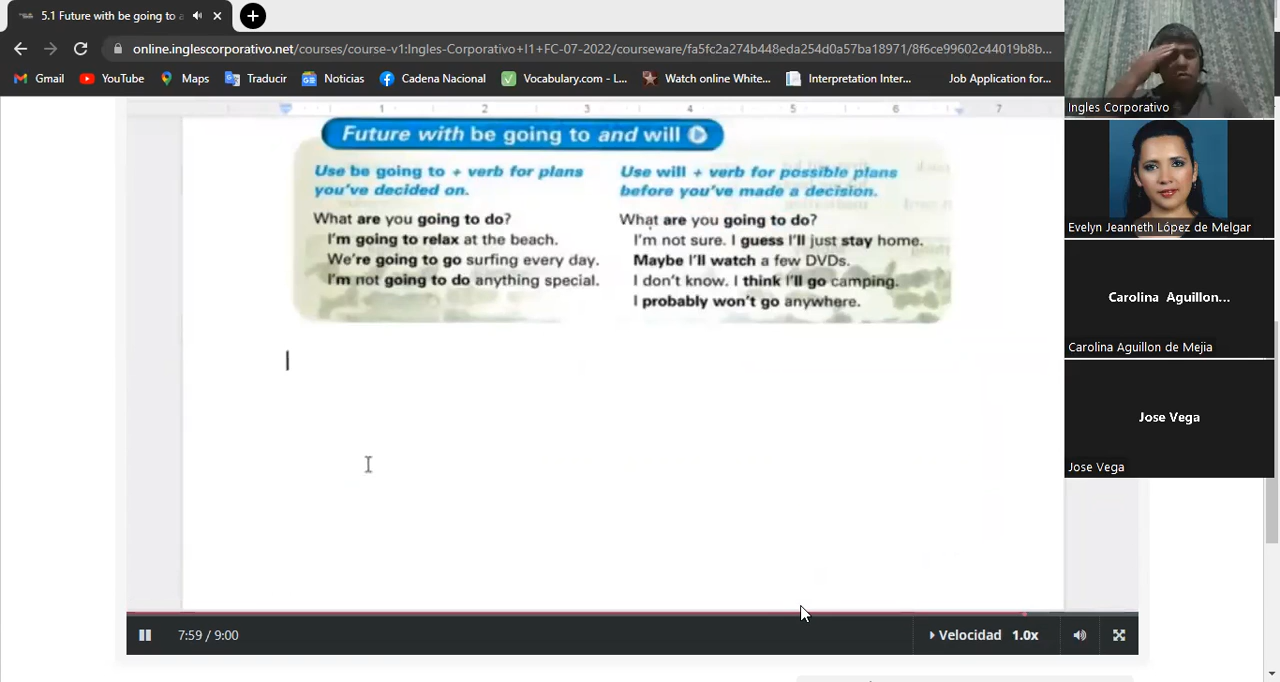 5.1 Future with be going to a
online.inglescorporativo.net/courses/course-v1:Ingles-Corporativo+I1+FC-07-2022/courseware/fa5fc2a274b448eda254d0a57ba18971/8f6ce99602c44019b8b...
Gmail YouTube Maps Traducir Noticias Cadena Nacional Vocabulary.com - L... Watch online White... Interpretation Inter... Job Application for...
1 2 3 4 5 6 7
Future with be going to and will
Use be going to + verb for plans
you've decided on.
What are you going to do?
I'm going to relax at the beach.
We're going to go surfing every day.
I'm not going to do anything special.
Use will + verb for possible plans
before you've made a decision.
What are you going to do?
I'm not sure. I guess I'll just stay home.
Maybe I'll watch a few DVDs.
I don't know. I think I'll go camping.
I probably won't go anywhere.
7:59 / 9:00
Velocidad 1.0x
Ingles Corporativo
Evelyn Jeanneth López de Melgar
Carolina Aguillon...
Carolina Aguillon de Mejia
Jose Vega
Jose Vega